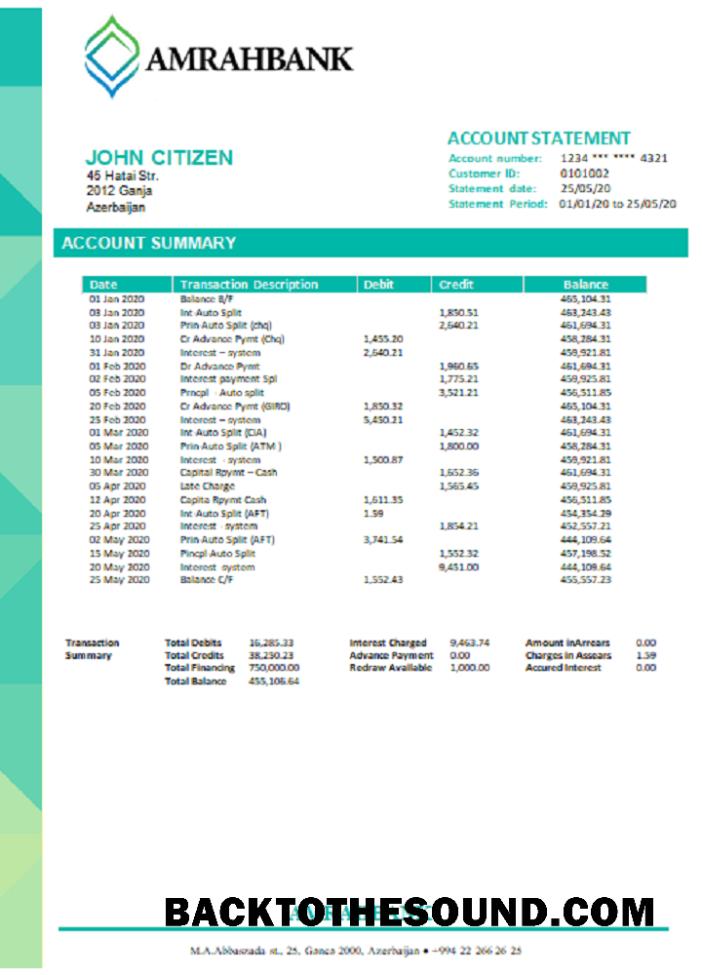 AMRAHBANK
JOHN CITIZEN
45 Hatai Str.
2012 Ganja
Azerbaijan
ACCOUNT STATEMENT
Account number: 1234 *** **** 4321
Customer ID: 0101002
Statement date: 25/05/20
Statement Period: 01/01/20 to 25/05/20
ACCOUNT SUMMARY
Date Transaction Description Debit Credit Balance
01 Jan 2020 Balance B/F 465,104.31
03 Jan 2020 Int-Auto Split 1,850.51 463,243.43
03 Jan 2020 Prin-Auto Split (chq) 2,640.21 461,694.31
10 Jan 2020 Cr Advance Pymt (Chq) 1,455.20 458,284.31
31 Jan 2020 Interest – system 2,640.21 459,921.81
01 Feb 2020 Dr Advance Pymt 1,960.65 461,694.31
02 Feb 2020 Interest payment Spl 1,775.21 459,925.81
05 Feb 2020 Prncpl - Auto split 3,521.21 456,511.85
20 Feb 2020 Cr Advance Pymt (GIRO) 1,850.32 465,104.31
25 Feb 2020 Interest – system 5,450.21 463,243.43
01 Mar 2020 Int-Auto Split (CIA) 1,452.32 461,694.31
05 Mar 2020 Prin-Auto Split (ATM ) 1,800.00 458,284.31
10 Mar 2020 Interest - system 1,500.87 459,921.81
30 Mar 2020 Capital Rpymt – Cash 1,652.36 461,694.31
05 Apr 2020 Late Charge 1,565.45 459,925.81
12 Apr 2020 Capita Rpymt Cash 1,611.35 456,511.85
20 Apr 2020 Int-Auto Split (AFT) 1.59 454,354.29
25 Apr 2020 Interest - system 1,854.21 452,557.21
02 May 2020 Prin-Auto Split (AFT) 3,741.54 444,109.64
15 May 2020 Pincpl-Auto Split 1,552.32 457,198.52
20 May 2020 Interest -system 9,451.00 444,109.64
25 May 2020 Balance C/F 1,552.43 455,557.23
Transaction Total Debits 16,285.33 Interest Charged 9,463.74 Amount inArrears 0.00
Summary Total Credits 38,250.23 Advance Payment 0.00 Charges in Assears 1.59
Total Financing 750,000.00 Redraw Available 1,000.00 Accured Interest 0.00
Total Balance 455,106.64
BACKTOTHESOUND.COM
M.A.Abbaszada st., 25, Ganca 2000, Azerbaijan • +994 22 266 26 25